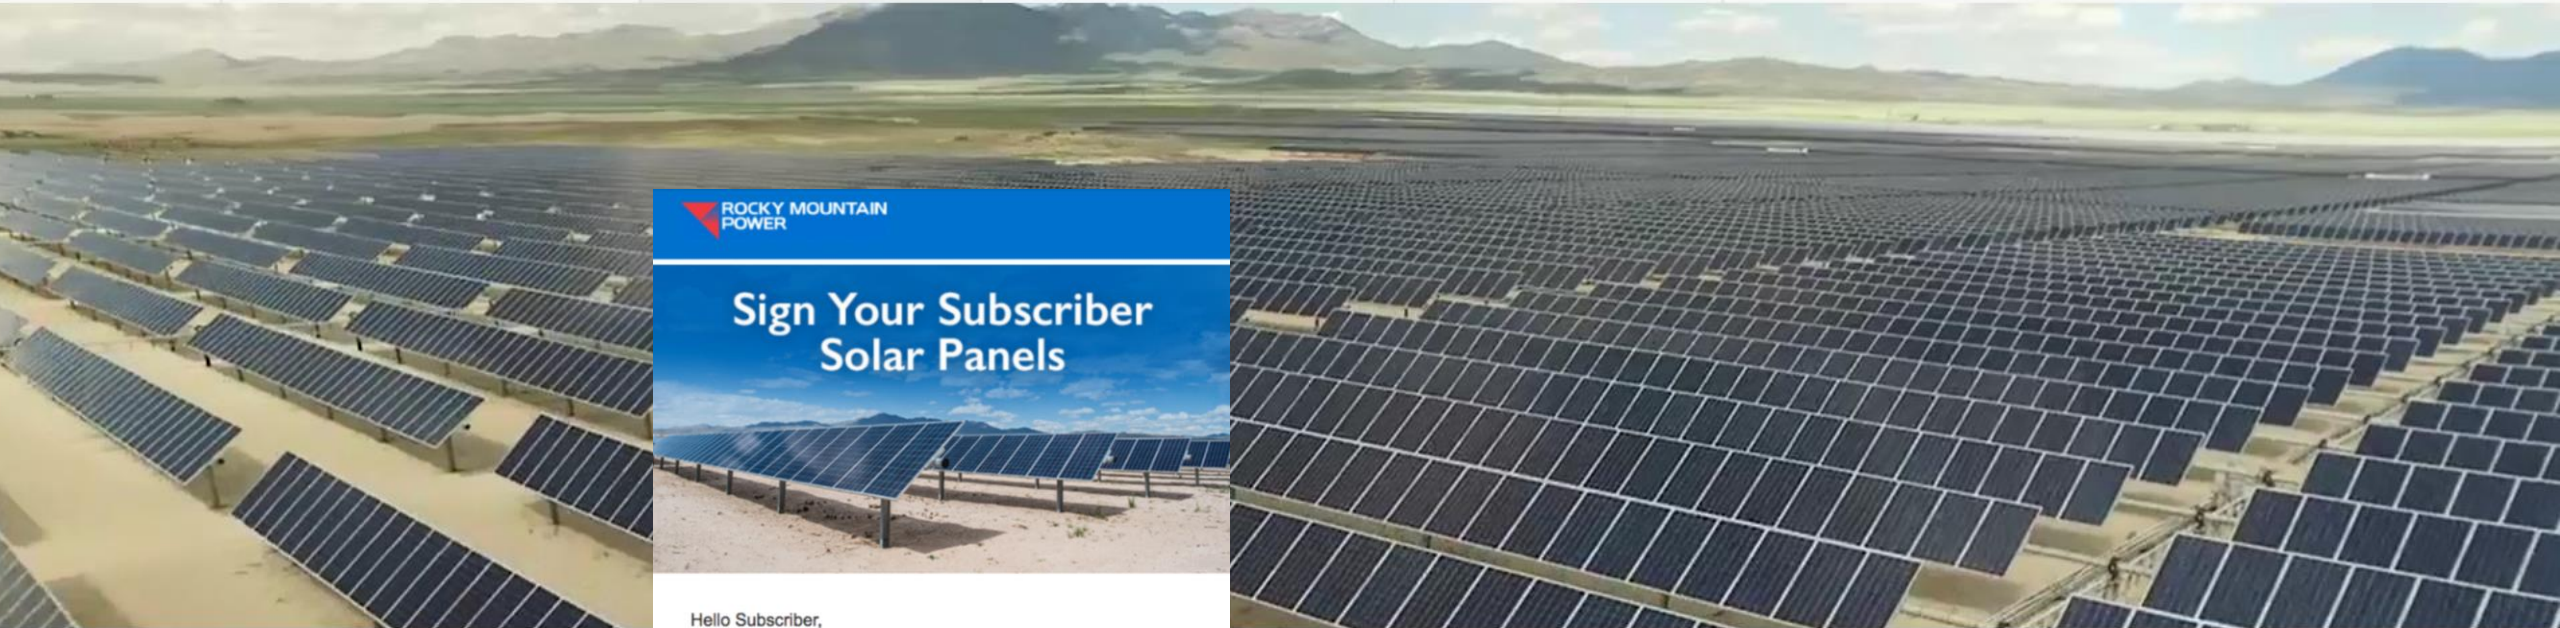 ROCKY MOUNTAIN
POWER
Sign Your Subscriber
Solar Panels
Hello Subscriber,